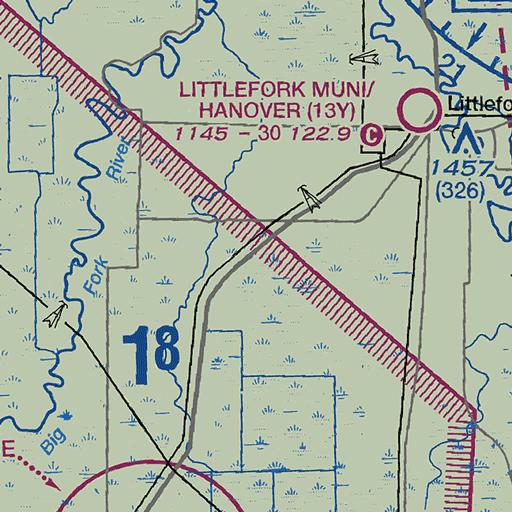 LITTLEFORK MUNI/
HANOVER (13Y)
1145 - 30 122.9 C
Littlefo
1457
(326)
River
Fork
Big
18
E